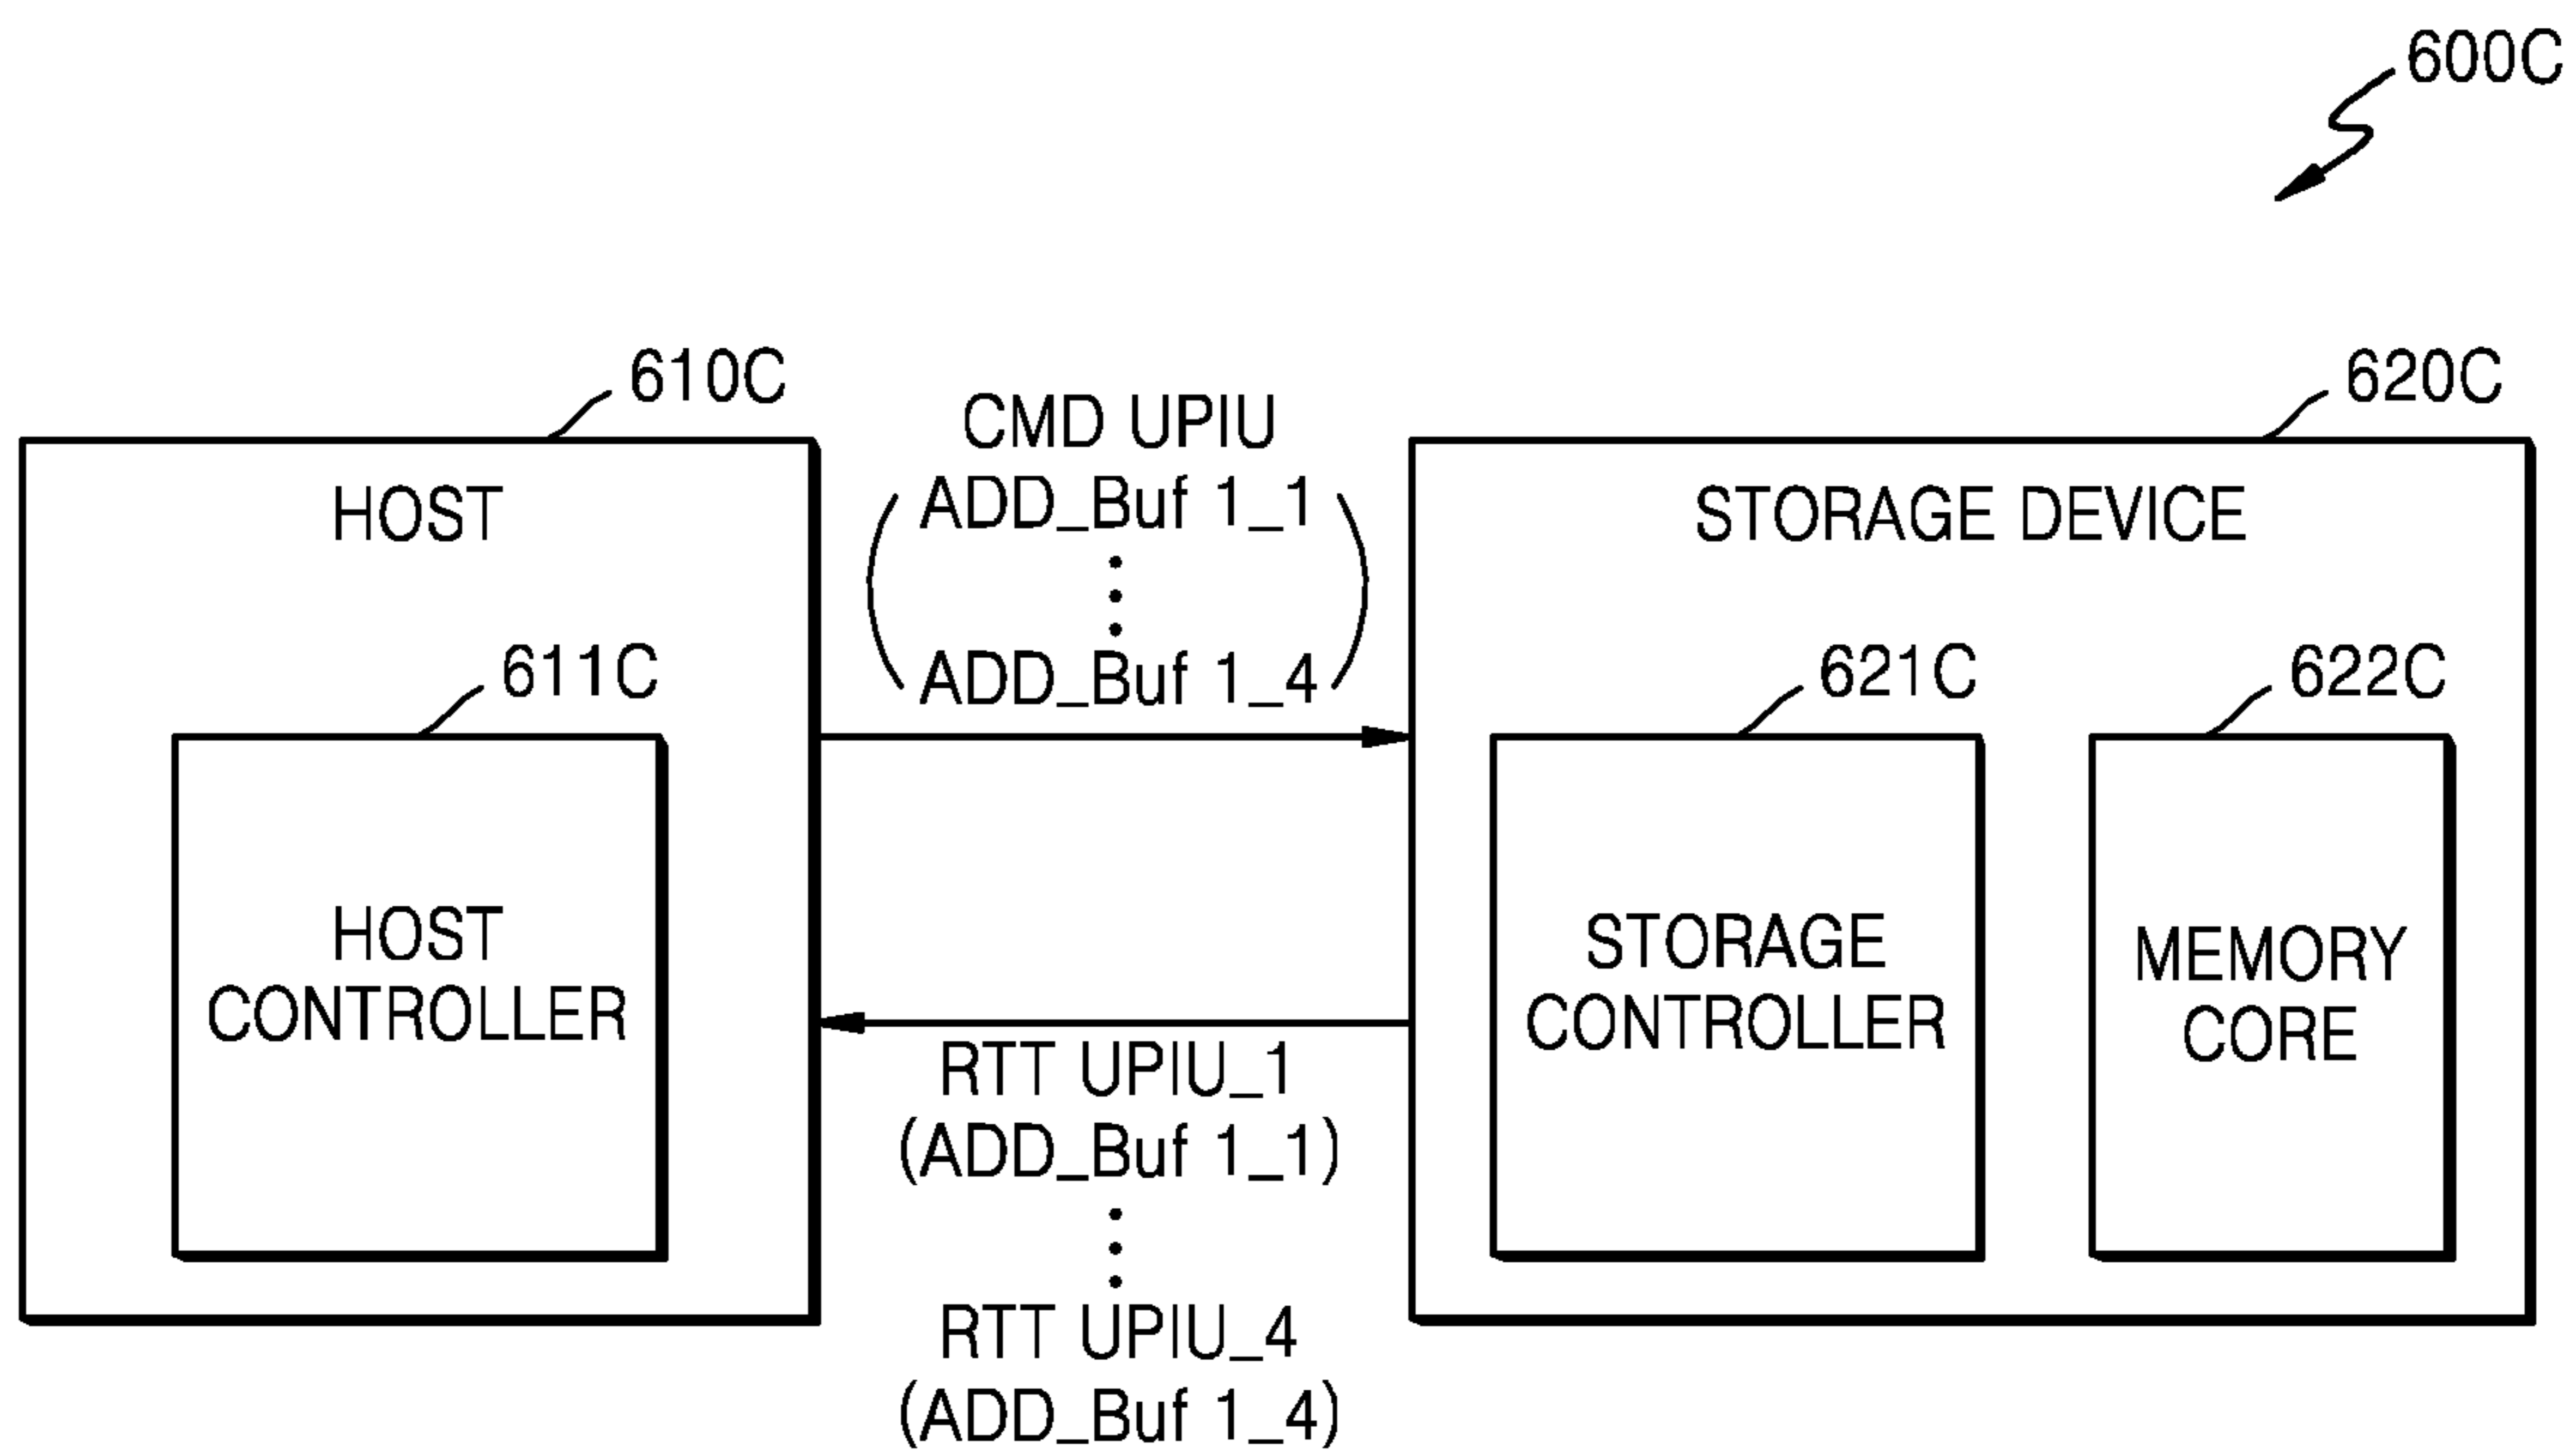 600C
610C
620C
CMD UPIU
(ADD_Buf 1_1
⋮
ADD_Buf 1_4)
HOST
STORAGE DEVICE
611C
621C
622C
HOST
CONTROLLER
STORAGE
CONTROLLER
MEMORY
CORE
RTT UPIU_1
(ADD_Buf 1_1)
⋮
RTT UPIU_4
(ADD_Buf 1_4)